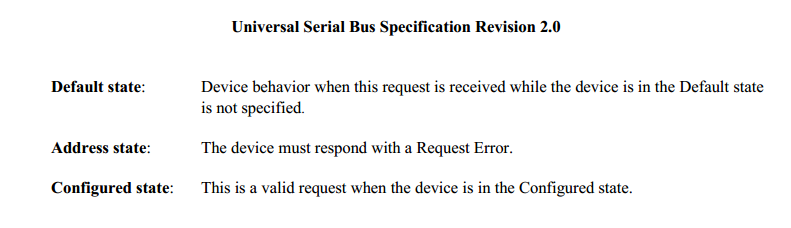 Universal Serial Bus Specification Revision 2.0
Default state: Device behavior when this request is received while the device is in the Default state
is not specified.
Address state: The device must respond with a Request Error.
Configured state: This is a valid request when the device is in the Configured state.